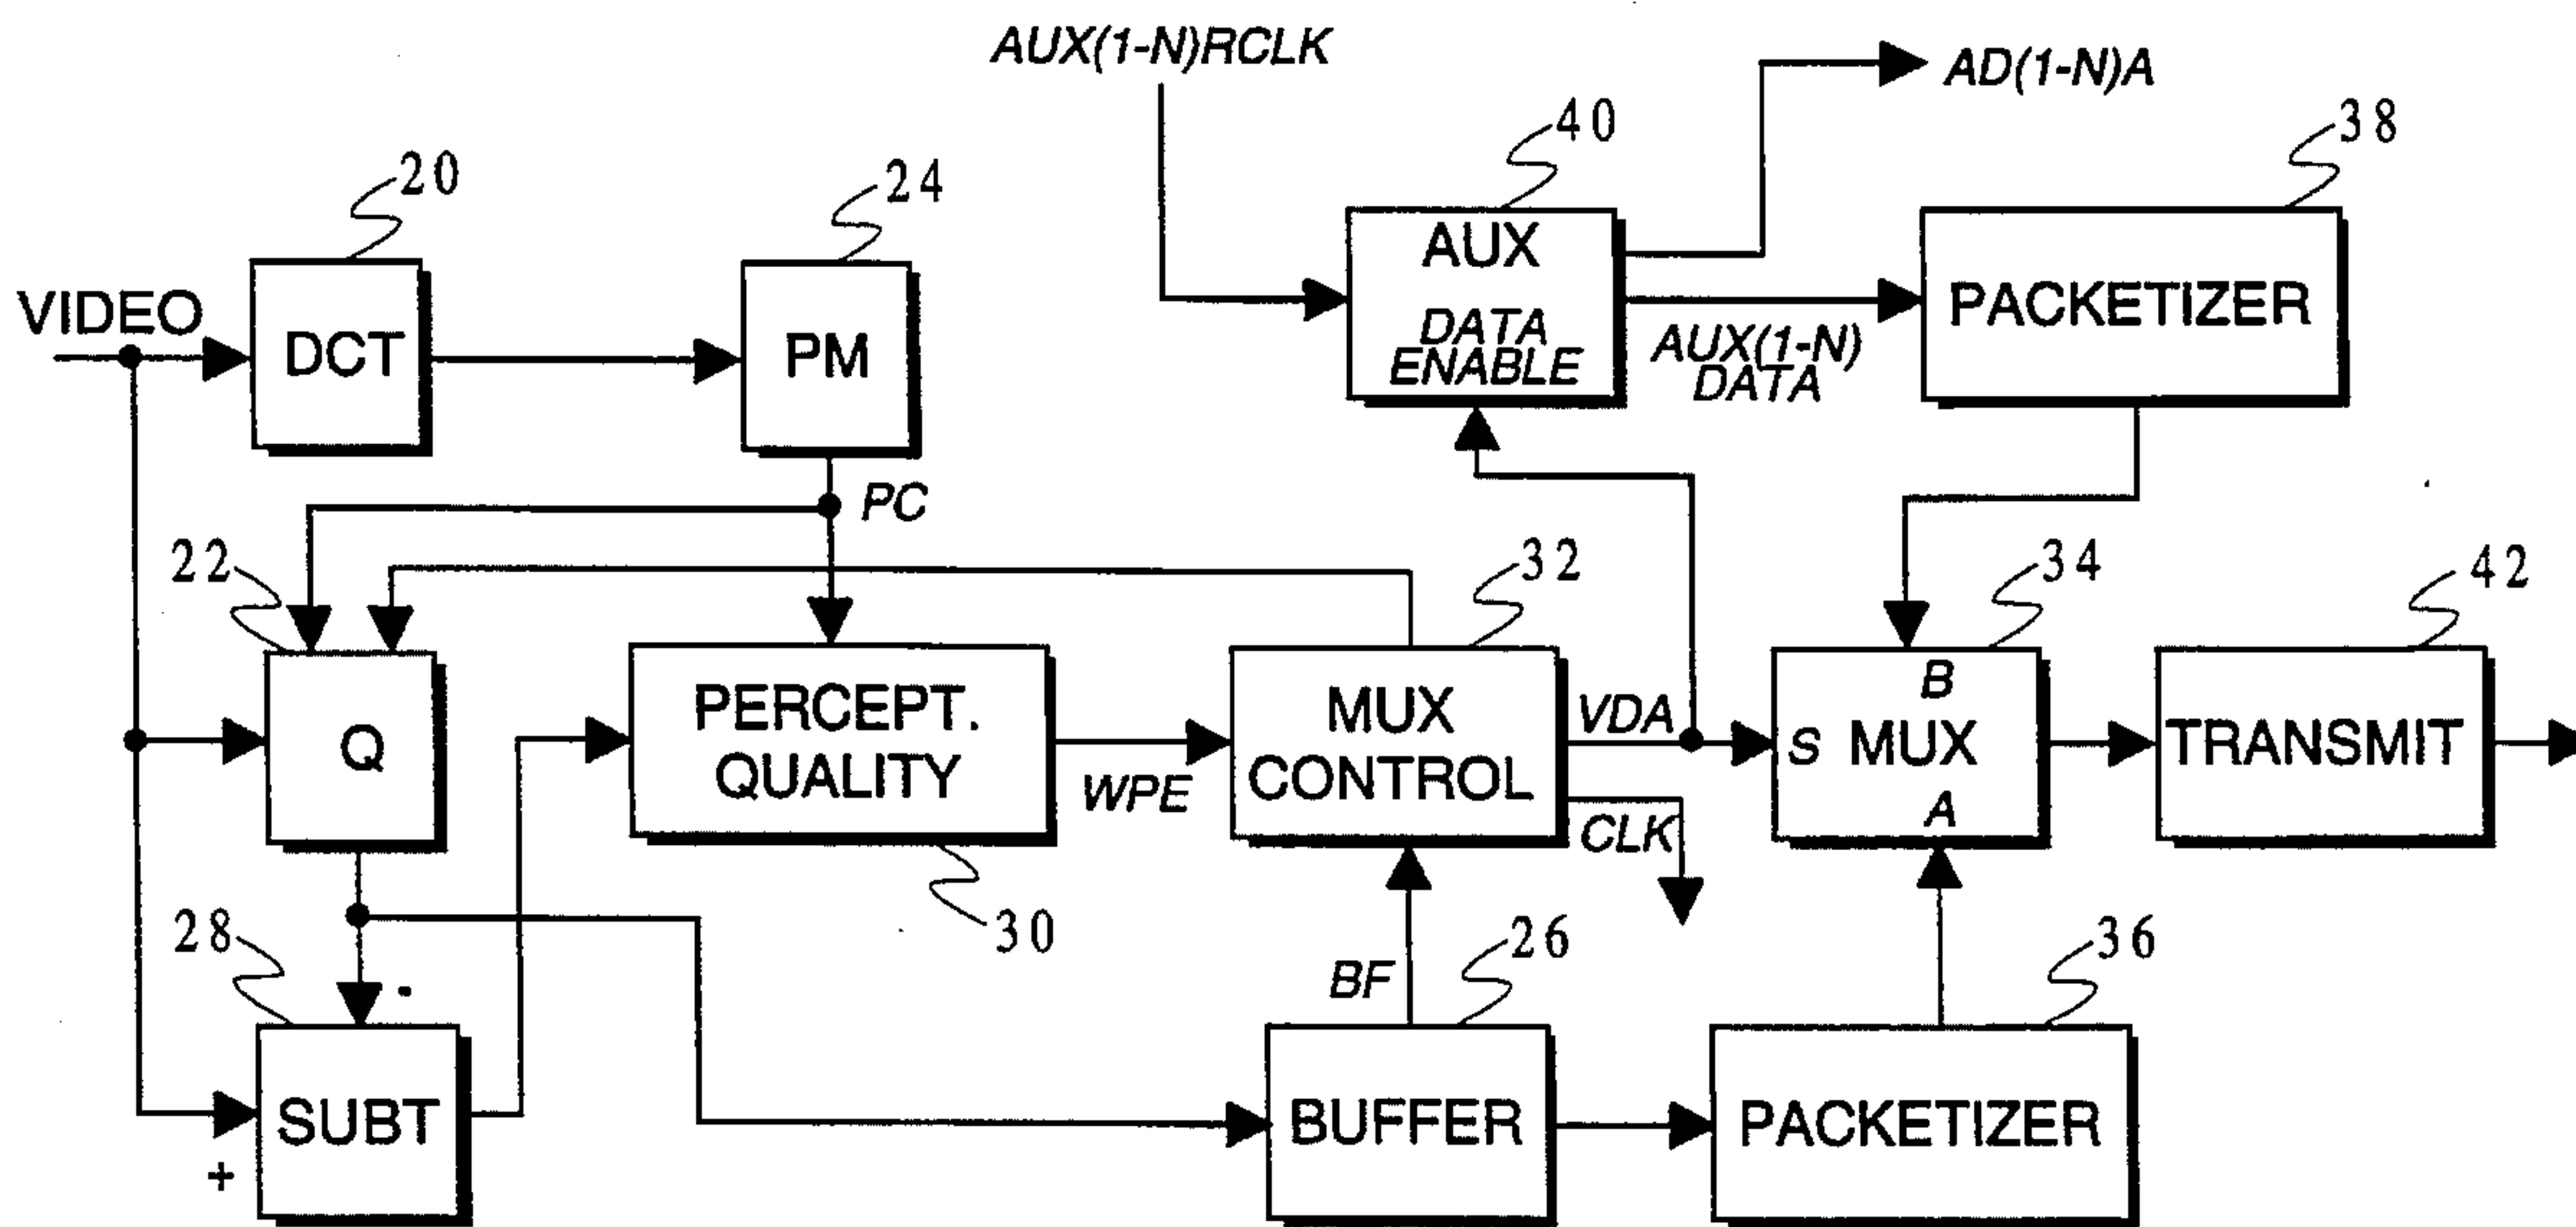 AUX(1-N)RCLK
AD(1-N)A
40
38
20
24
AUX
DATA
ENABLE
PACKETIZER
VIDEO
DCT
PM
AUX(1-N)
DATA
PC
22
32
34
42
Q
PERCEPT.
QUALITY
WPE
MUX
CONTROL
VDA
CLK
S
B
MUX
A
TRANSMIT
28
-
30
BF
26
36
SUBT
+
BUFFER
PACKETIZER